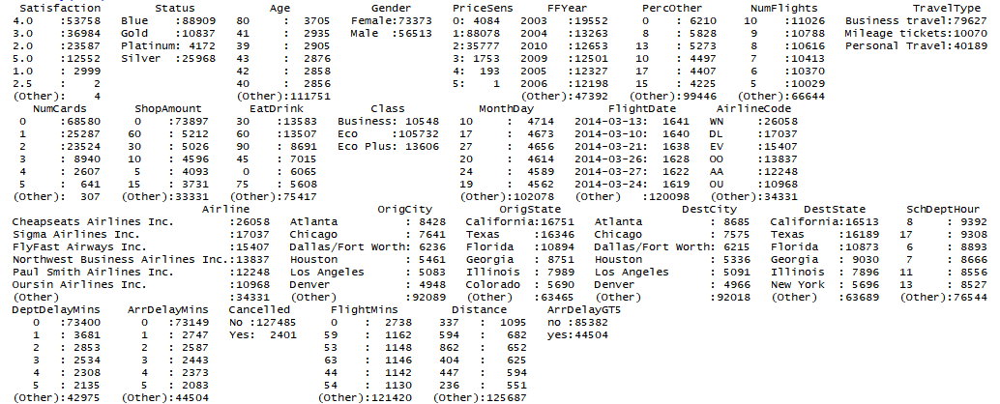 Satisfaction Status Age Gender PriceSens FFYear PercOther NumFlights TravelType
4.0 :53758 Blue :88909 80 : 3705 Female:73373 0: 4084 2003 :19552 0 : 6210 10 :11026 Business travel:79627
3.0 :36984 Gold :10837 41 : 2935 Male :56513 1:88078 2004 :13263 8 : 5828 9 :10788 Mileage tickets:10070
2.0 :23587 Platinum: 4172 39 : 2905 2:35777 2010 :12653 13 : 5273 8 :10616 Personal Travel:40189
5.0 :12552 Silver :25968 43 : 2876 3: 1753 2009 :12501 10 : 4497 7 :10413
1.0 : 2999 42 : 2858 4: 193 2005 :12327 17 : 4407 6 :10370
2.5 : 2 40 : 2856 5: 1 2006 :12198 15 : 4225 5 :10029
(Other): 4 (Other):111751 (Other):47392 (Other):99446 (Other):66644
NumCards ShopAmount EatDrink Class MonthDay FlightDate AirlineCode
0 :68580 0 :73897 30 :13583 Business: 10548 10 : 4714 2014-03-13: 1641 WN :26058
1 :25287 60 : 5212 60 :13507 Eco :105732 17 : 4673 2014-03-10: 1640 DL :17037
2 :23524 30 : 5026 90 : 8691 Eco Plus: 13606 27 : 4656 2014-03-21: 1638 EV :15407
3 : 8940 10 : 4596 45 : 7015 20 : 4614 2014-03-26: 1628 OO :13837
4 : 2607 5 : 4093 0 : 6065 24 : 4589 2014-03-27: 1622 AA :12248
5 : 641 15 : 3731 75 : 5608 19 : 4562 2014-03-24: 1619 OU :10968
(Other): 307 (Other):33331 (Other):75417 (Other):102078 (Other) :120098 (Other):34331
Airline OrigCity OrigState DestCity DestState SchDeptHour
Cheapseats Airlines Inc. :26058 Atlanta : 8428 California:16751 Atlanta : 8685 California:16513 8 : 9392
Sigma Airlines Inc. :17037 Chicago : 7641 Texas :16346 Chicago : 7575 Texas :16189 17 : 9308
FlyFast Airways Inc. :15407 Dallas/Fort Worth: 6236 Florida :10894 Dallas/Fort Worth: 6215 Florida :10873 6 : 8893
Northwest Business Airlines Inc.:13837 Houston : 5461 Georgia : 8751 Houston : 5336 Georgia : 9030 7 : 8666
Paul Smith Airlines Inc. :12248 Los Angeles : 5083 Illinois : 7989 Los Angeles : 5091 Illinois : 7896 11 : 8556
Oursin Airlines Inc. :10968 Denver : 4948 Colorado : 5690 Denver : 4966 New York : 5696 13 : 8527
(Other) :34331 (Other) :92089 (Other) :63465 (Other) :92018 (Other) :63689 (Other):76544
DeptDelayMins ArrDelayMins Cancelled FlightMins Distance ArrDelayGT5
0 :73400 0 :73149 No :127485 0 : 2738 337 : 1095 no :85382
1 : 3681 1 : 2747 Yes: 2401 59 : 1162 594 : 682 yes:44504
2 : 2853 2 : 2587 53 : 1148 862 : 652
3 : 2534 3 : 2443 63 : 1146 404 : 625
4 : 2308 4 : 2373 44 : 1142 447 : 594
5 : 2135 5 : 2083 54 : 1130 236 : 551
(Other):42975 (Other):44504 (Other):121420 (Other):125687